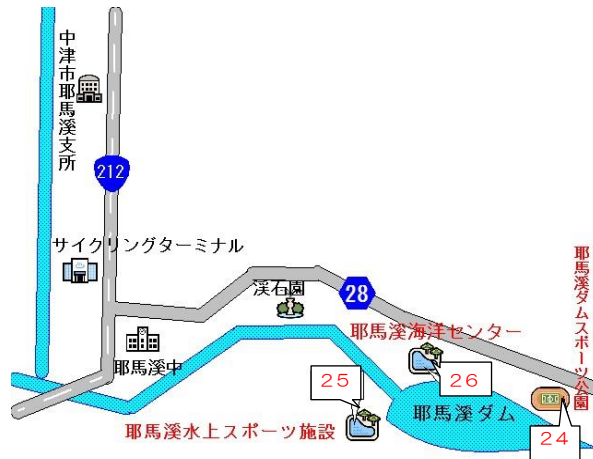 中津市耶馬溪支所
212
サイクリングターミナル
渓石園
28
耶馬溪ダムスポーツ公園
耶馬溪海洋センター
耶馬溪中
25
26
耶馬溪ダム
24
耶馬溪水上スポーツ施設